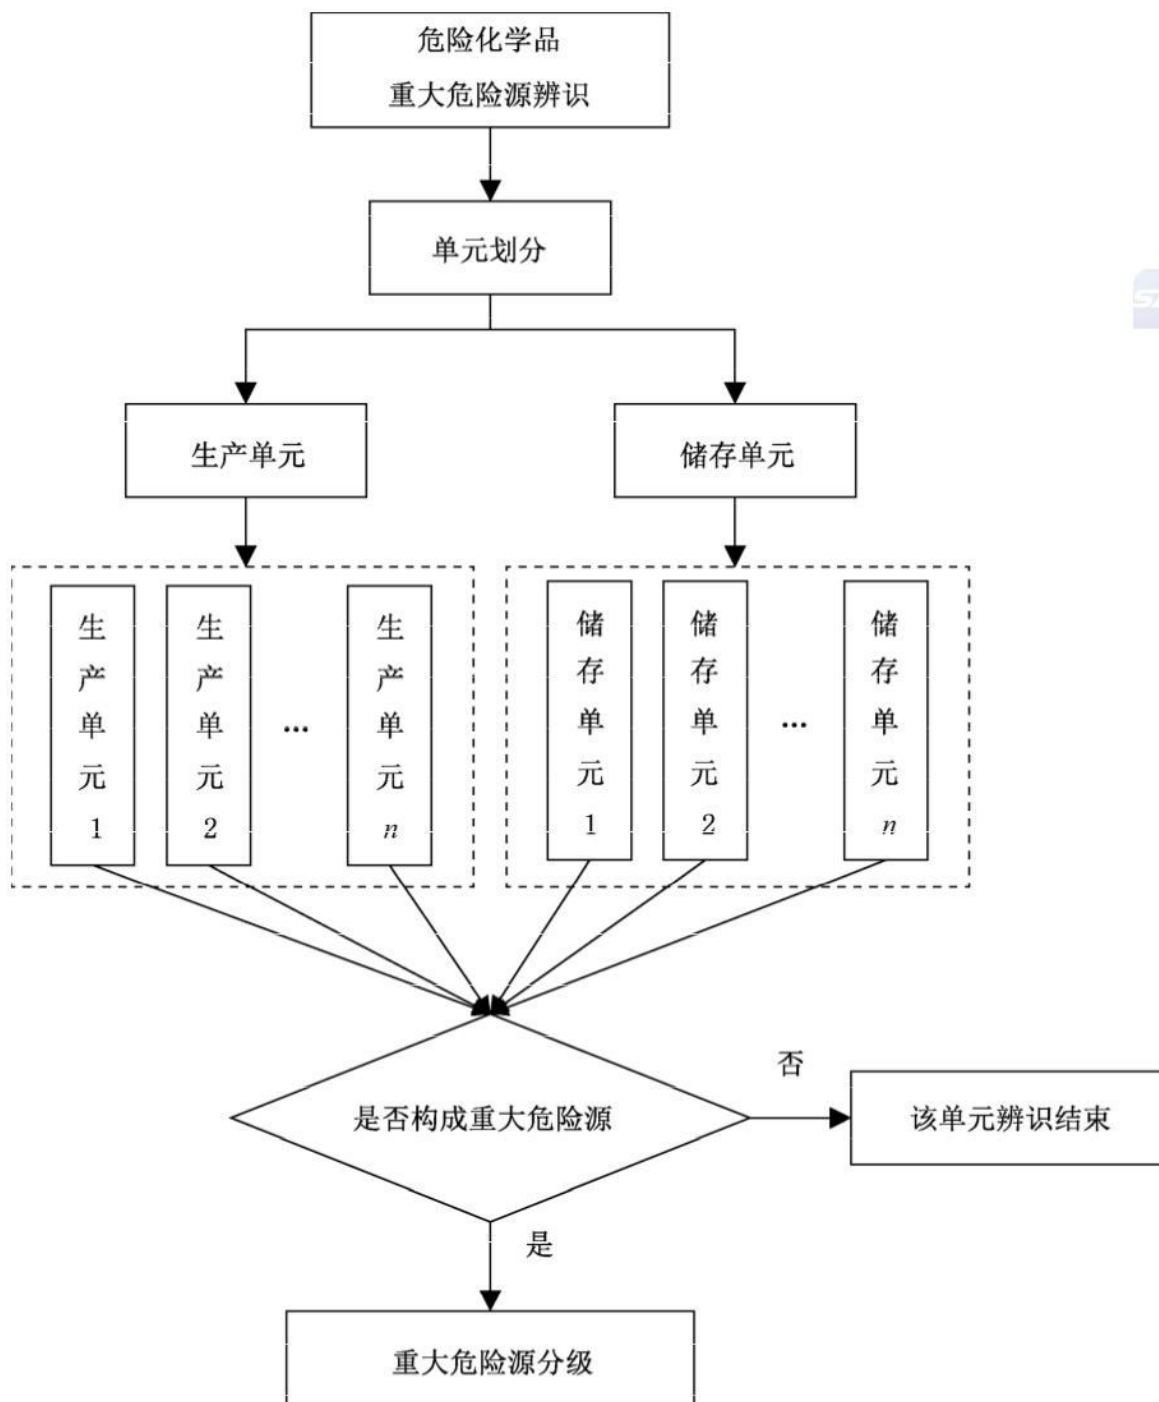 危险化学品
重大危险源辨识
单元划分
生产单元
储存单元
生产单元1
生产单元2
…
生产单元n
储存单元1
储存单元2
…
储存单元n
是否构成重大危险源
否
该单元辨识结束
是
重大危险源分级